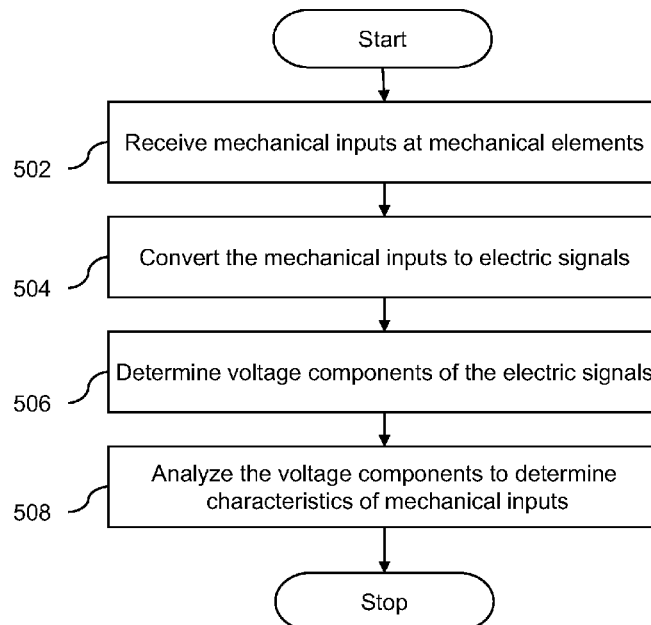 Start
502
Receive mechanical inputs at mechanical elements
504
Convert the mechanical inputs to electric signals
506
Determine voltage components of the electric signals
508
Analyze the voltage components to determine
characteristics of mechanical inputs
Stop